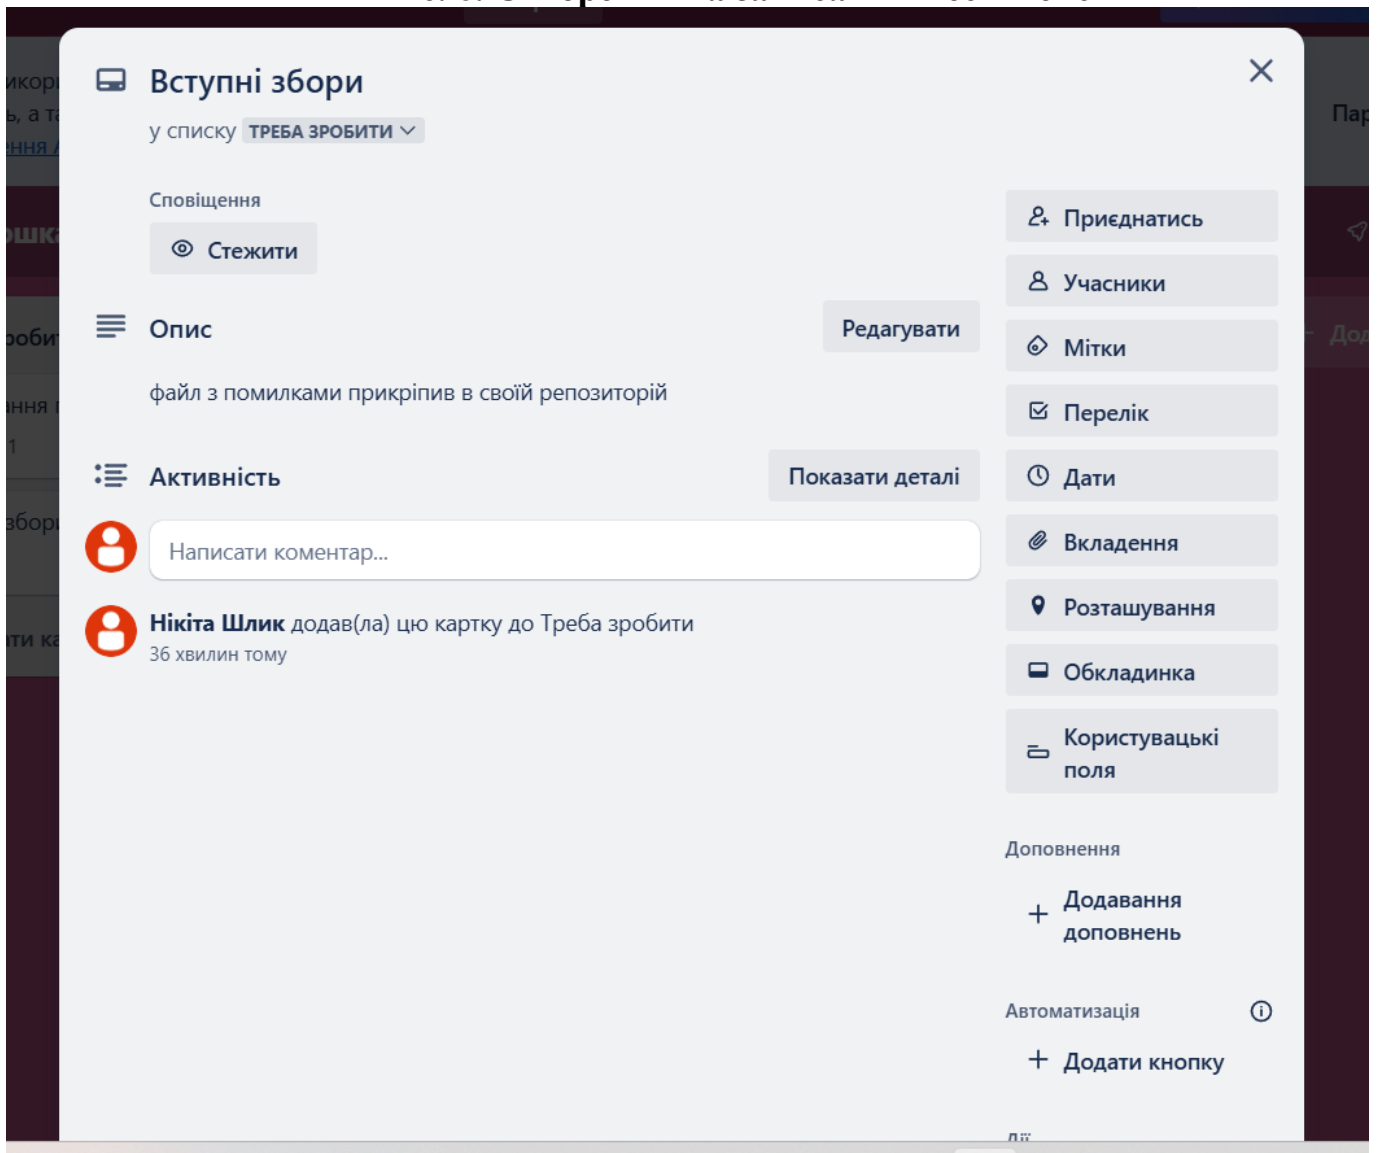 Вступні збори
у списку ТРЕБА ЗРОБИТИ
Сповіщення
Стежити
Опис
Редагувати
файл з помилками прикріпив в своїй репозиторій
Активність
Показати деталі
Написати коментар...
Нікіта Шлик додав(ла) цю картку до Треба зробити
36 хвилин тому
Приєднатись
Учасники
Мітки
Перелік
Дати
Вкладення
Розташування
Обкладинка
Користувацькі
поля
Доповнення
+ Додавання
доповнень
Автоматизація
+ Додати кнопку